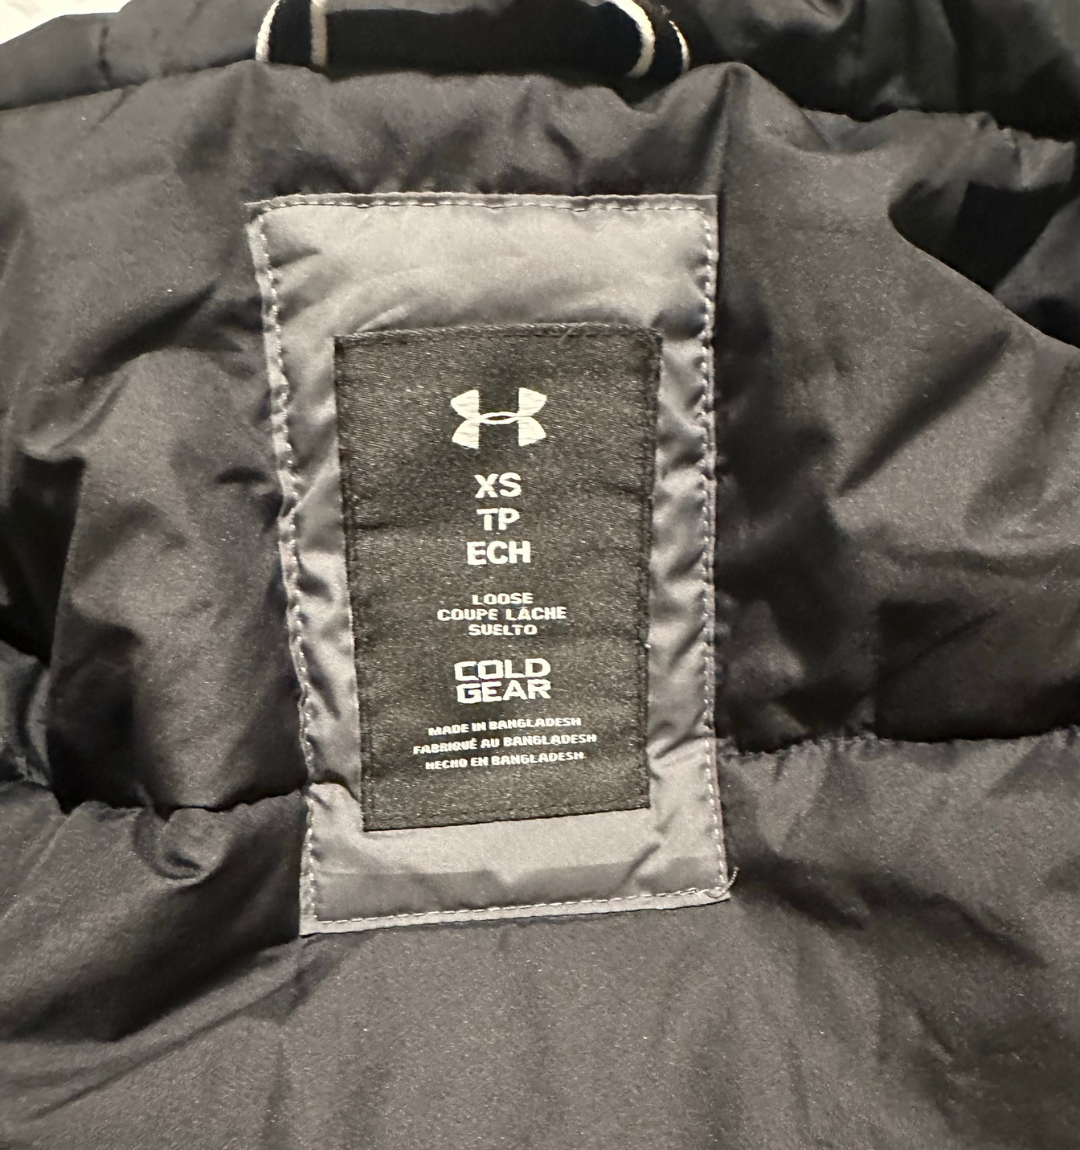 XS
TP
ECH
LOOSE
COUPE LÂCHE
SUELTO
COLD
GEAR
MADE IN BANGLADESH
FABRIQUÉ AU BANGLADESH
HECHO EN BANGLADESH